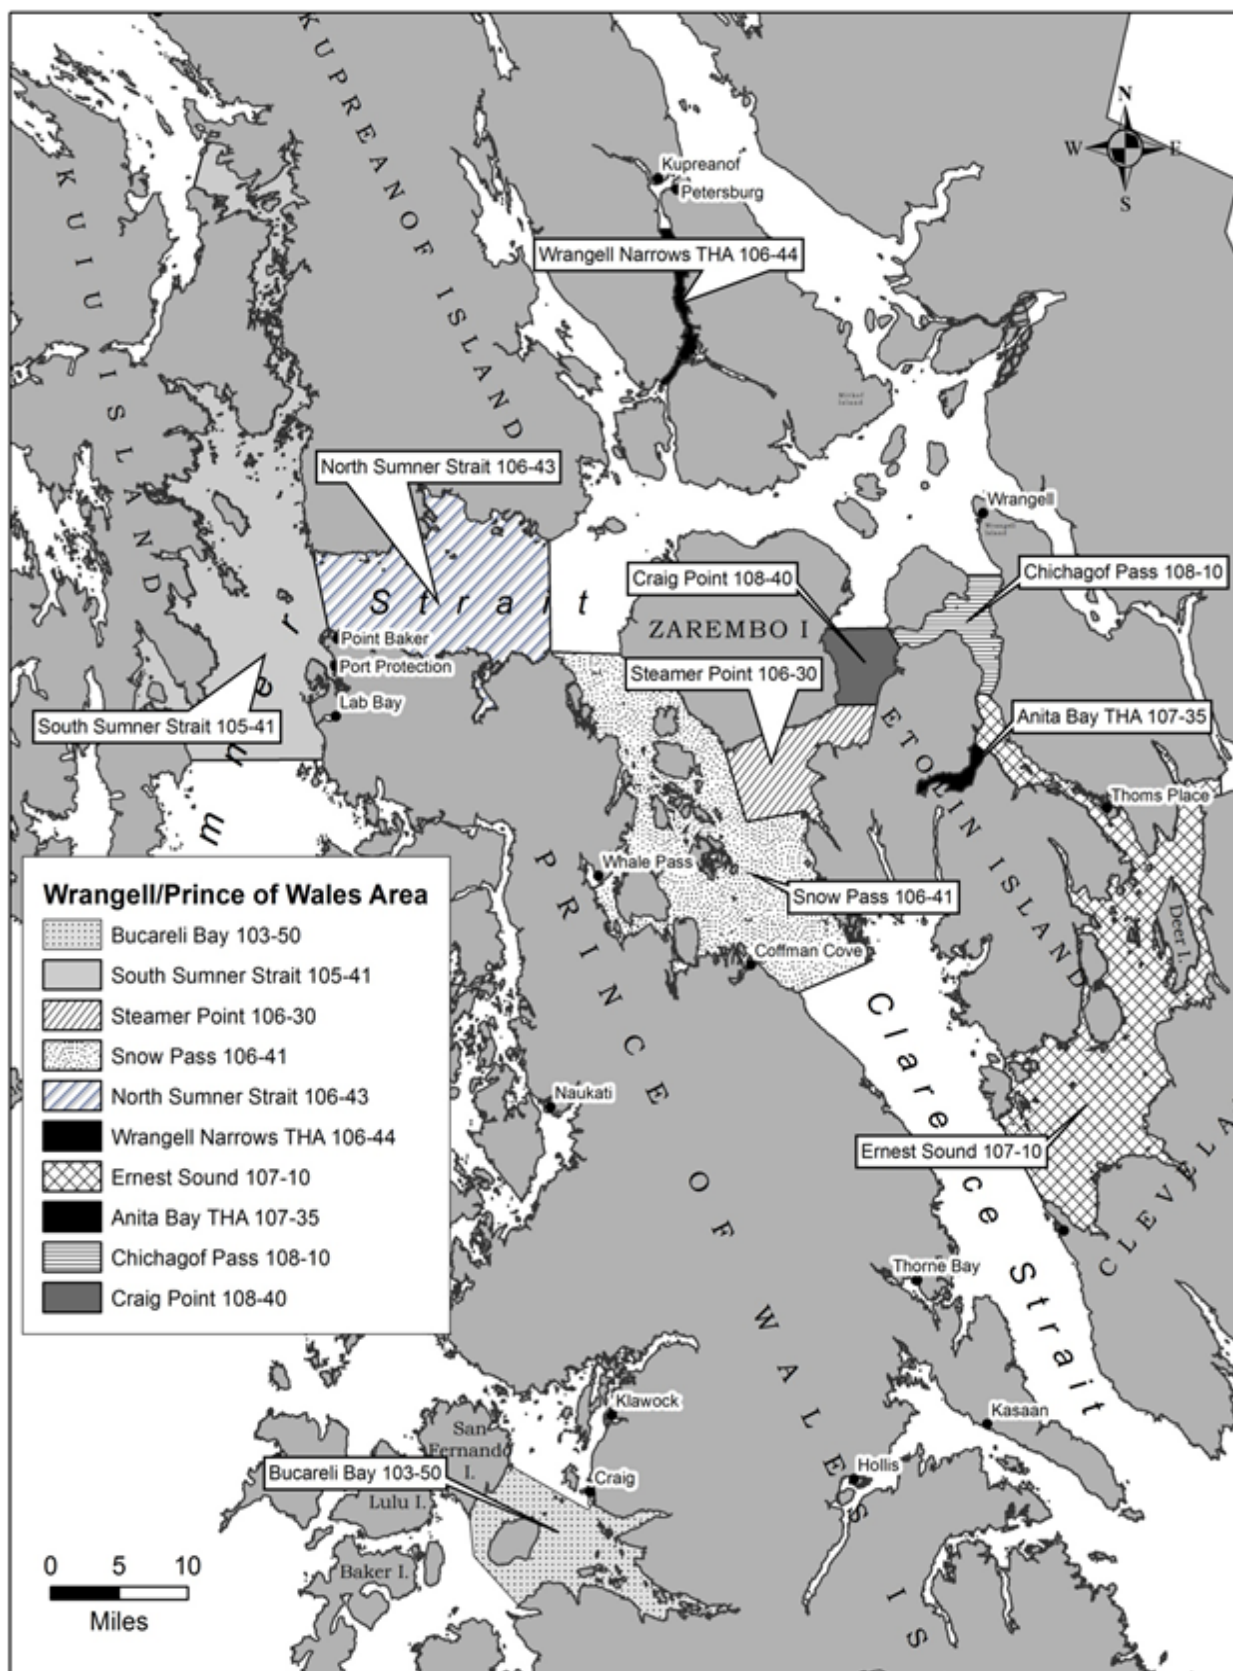 KUPREANOF ISLAND
KUIU ISLAND
N
W
E
S
Kupreanof
Petersburg
Wrangell Narrows THA 106-44
Mitkof
Island
North Sumner Strait 106-43
Wrangell
Wrangell
Island
Craig Point 108-40
Chichagof Pass 108-10
Strait
ZAREMBO I
Point Baker
Port Protection
Steamer Point 106-30
Lab Bay
South Sumner Strait 105-41
mner
Anita Bay THA 107-35
ETOLIN ISLAND
Thoms Place
PRINCE OF WALES IS
Whale Pass
Snow Pass 106-41
Deer I.
Coffman Cove
Clarence Strait
Naukati
Ernest Sound 107-10
CLEVELA
Thorne Bay
Wrangell/Prince of Wales Area
Bucareli Bay 103-50
South Sumner Strait 105-41
Steamer Point 106-30
Snow Pass 106-41
North Sumner Strait 106-43
Wrangell Narrows THA 106-44
Ernest Sound 107-10
Anita Bay THA 107-35
Chichagof Pass 108-10
Craig Point 108-40
Klawock
Kasaan
San
Fernando
I.
Bucareli Bay 103-50
Craig
Hollis
Lulu I.
Baker I.
0 5 10
Miles